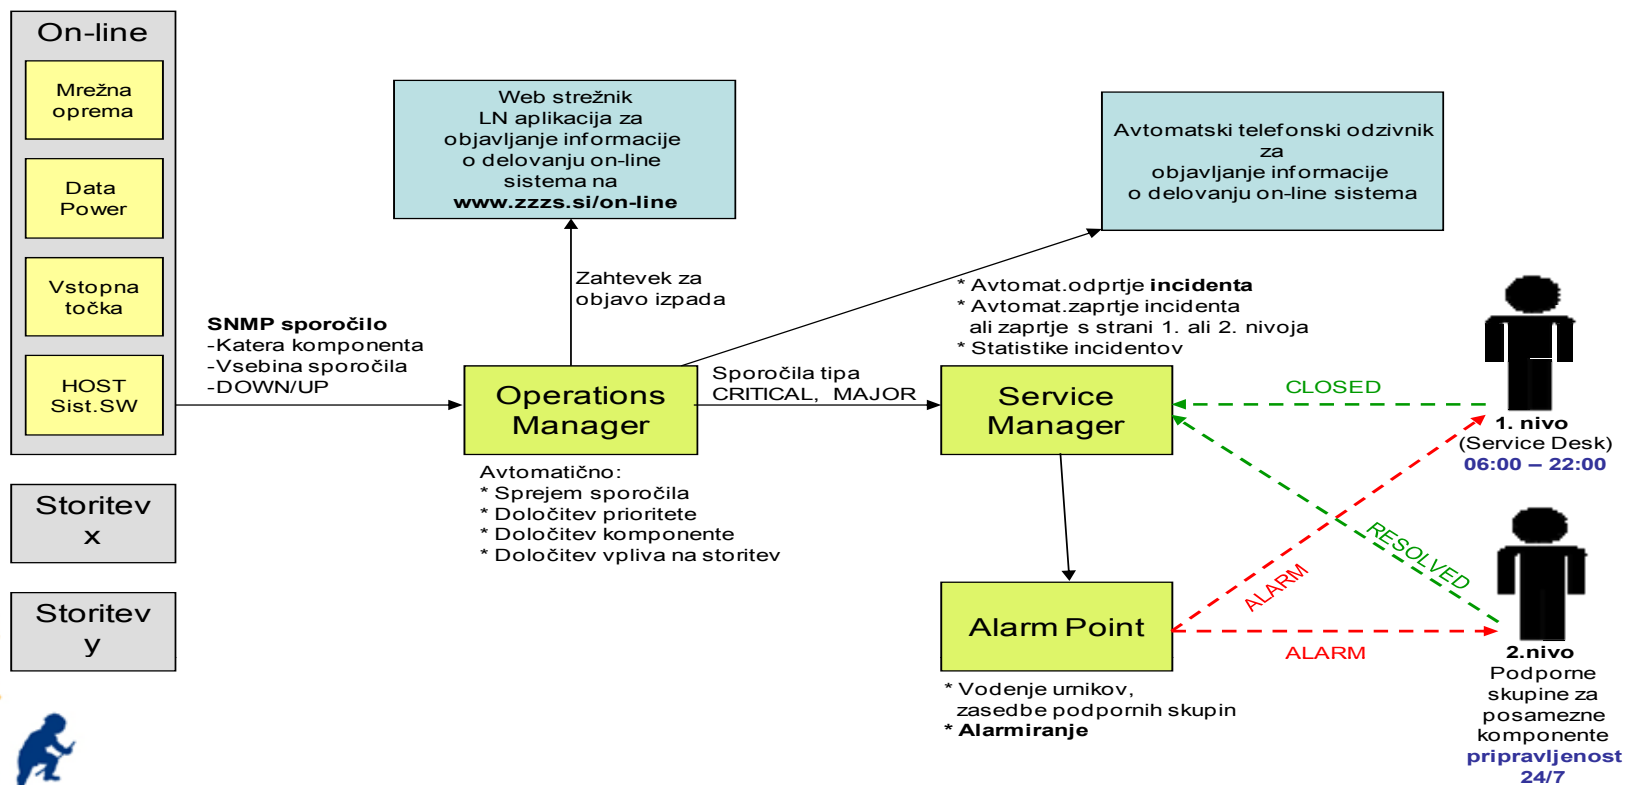 On-line
Mrežna
oprema
Data
Power
Vstopna
točka
HOST
Sist.SW
Storitev
x
Storitev
y
SNMP sporočilo
-Katera komponenta
-Vsebina sporočila
-DOWN/UP
Web strežnik
LN aplikacija za
objavljanje informacije
o delovanju on-line
sistema na
www.zzzs.si/on-line
Zahtevek za
objavo izpada
Operations
Manager
Avtomatično:
* Sprejem sporočila
* Določitev prioritete
* Določitev komponente
* Določitev vpliva na storitev
Sporočila tipa
CRITICAL, MAJOR
Avtomatski telefonski odzivnik
za
objavljanje informacije
o delovanju on-line sistema
* Avtomat.odprtje incidenta
* Avtomat.zaprtje incidenta
ali zaprtje s strani 1. ali 2. nivoja
* Statistike incidentov
Service
Manager
Alarm Point
* Vodenje urnikov,
zasedbe podpornih skupin
* Alarmiranje
CLOSED
RESOLVED
ALARM
ALARM
1. nivo
(Service Desk)
06:00 – 22:00
2.nivo
Podporne
skupine za
posamezne
komponente
pripravljenost
24/7